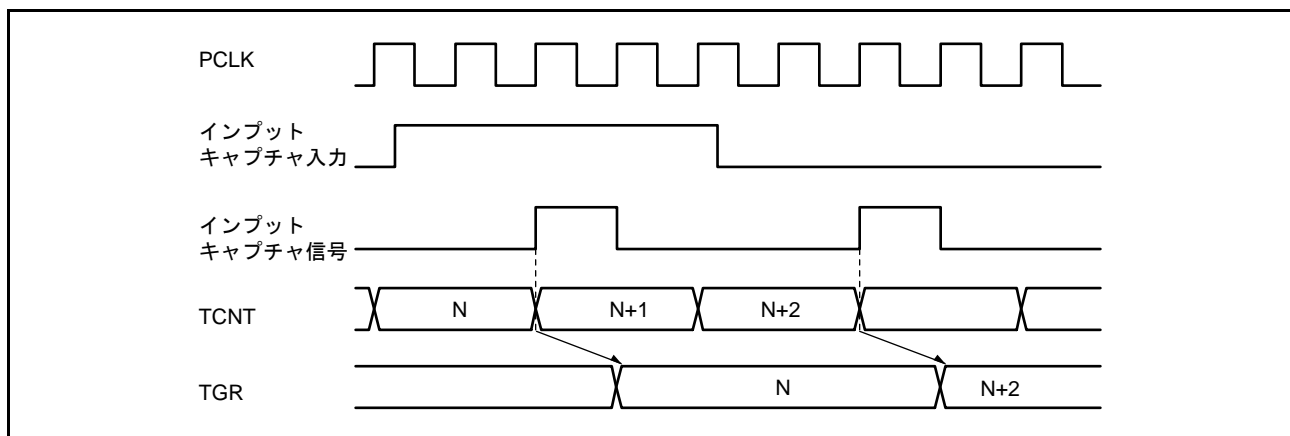 PCLK
インプット
キャプチャ入力
インプット
キャプチャ信号
TCNT N N+1 N+2
TGR N N+2